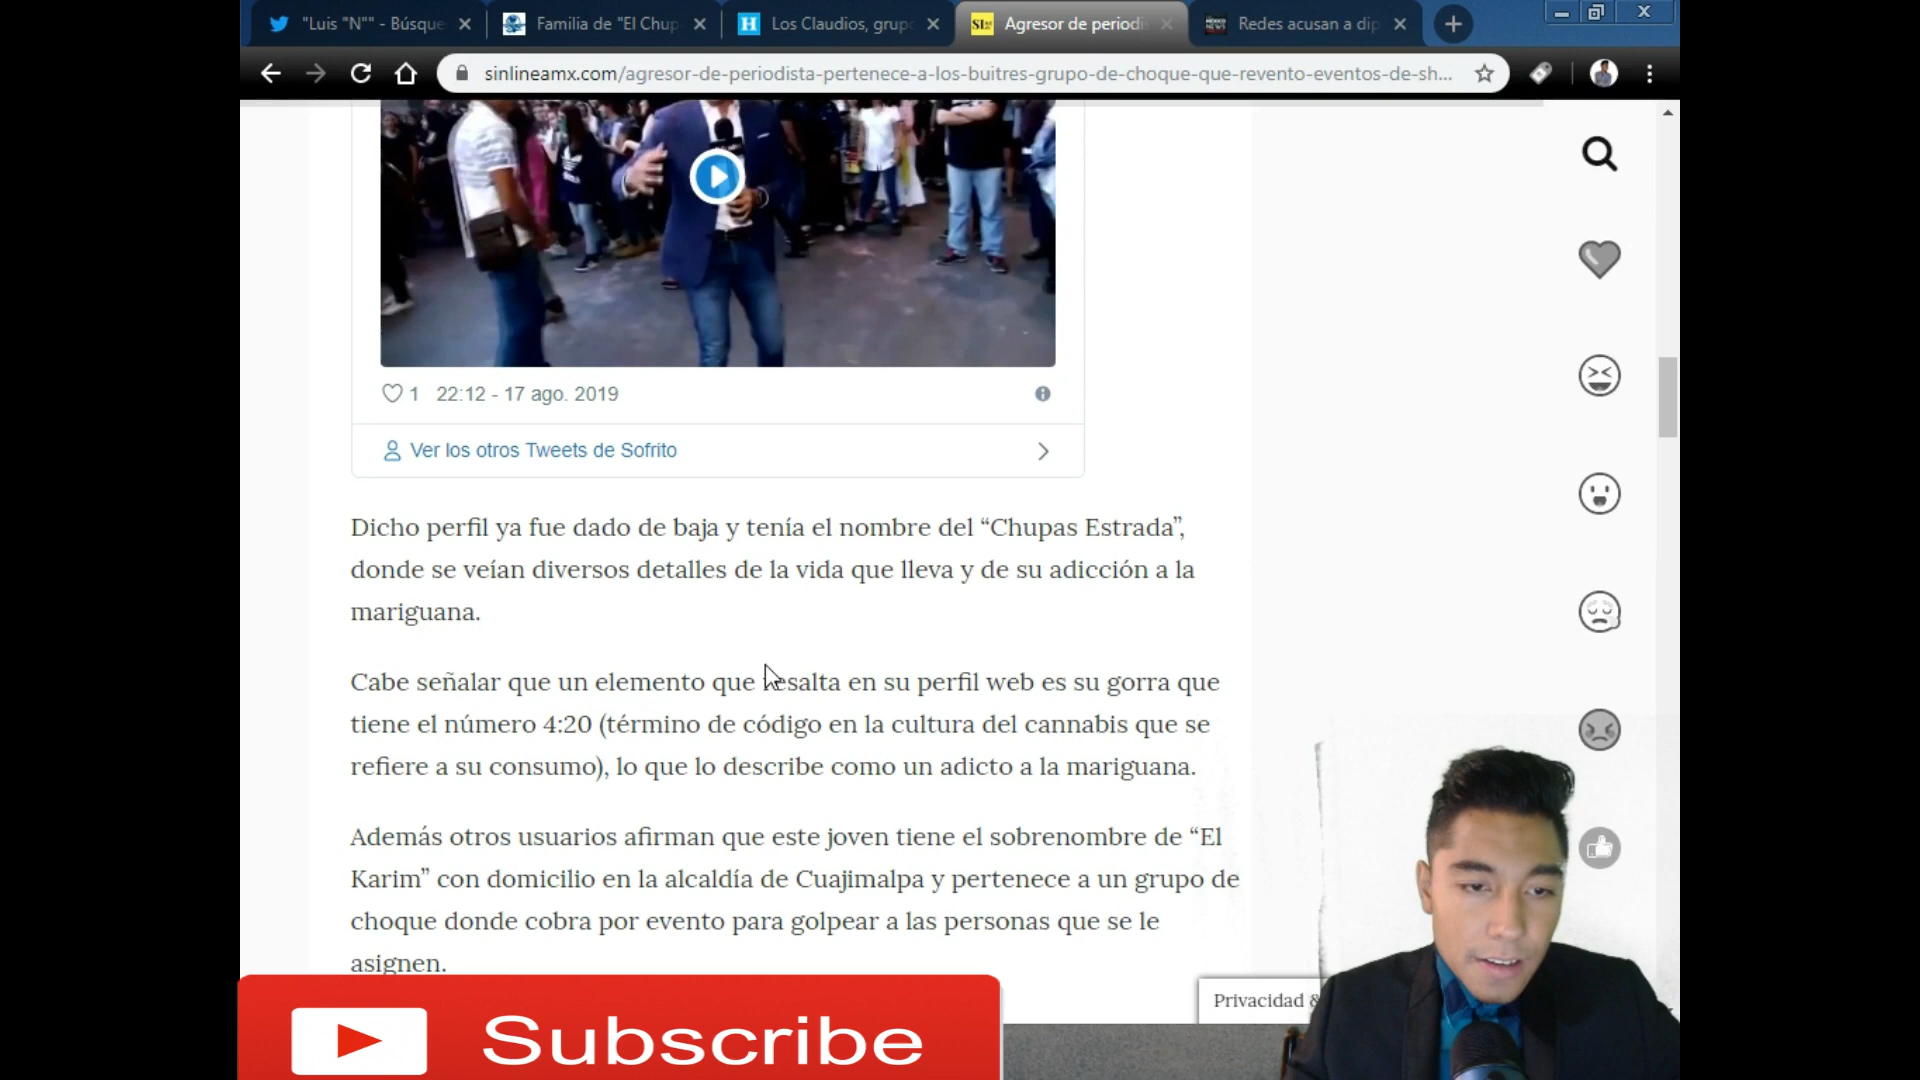 "Luis "N"" - Búsque
Familia de "El Chup
Los Claudios, grupo
Agresor de periodis
Redes acusan a dip
sinlineamx.com/agresor-de-periodista-pertenece-a-los-buitres-grupo-de-choque-que-revento-eventos-de-sh...
1 22:12 - 17 ago. 2019
Ver los otros Tweets de Sofrito
Dicho perfil ya fue dado de baja y tenía el nombre del “Chupas Estrada”,
donde se veían diversos detalles de la vida que lleva y de su adicción a la
mariguana.
Cabe señalar que un elemento que resalta en su perfil web es su gorra que
tiene el número 4:20 (término de código en la cultura del cannabis que se
refiere a su consumo), lo que lo describe como un adicto a la mariguana.
Además otros usuarios afirman que este joven tiene el sobrenombre de “El
Karim” con domicilio en la alcaldía de Cuajimalpa y pertenece a un grupo de
choque donde cobra por evento para golpear a las personas que se le
asignen.
Privacidad &
Subscribe